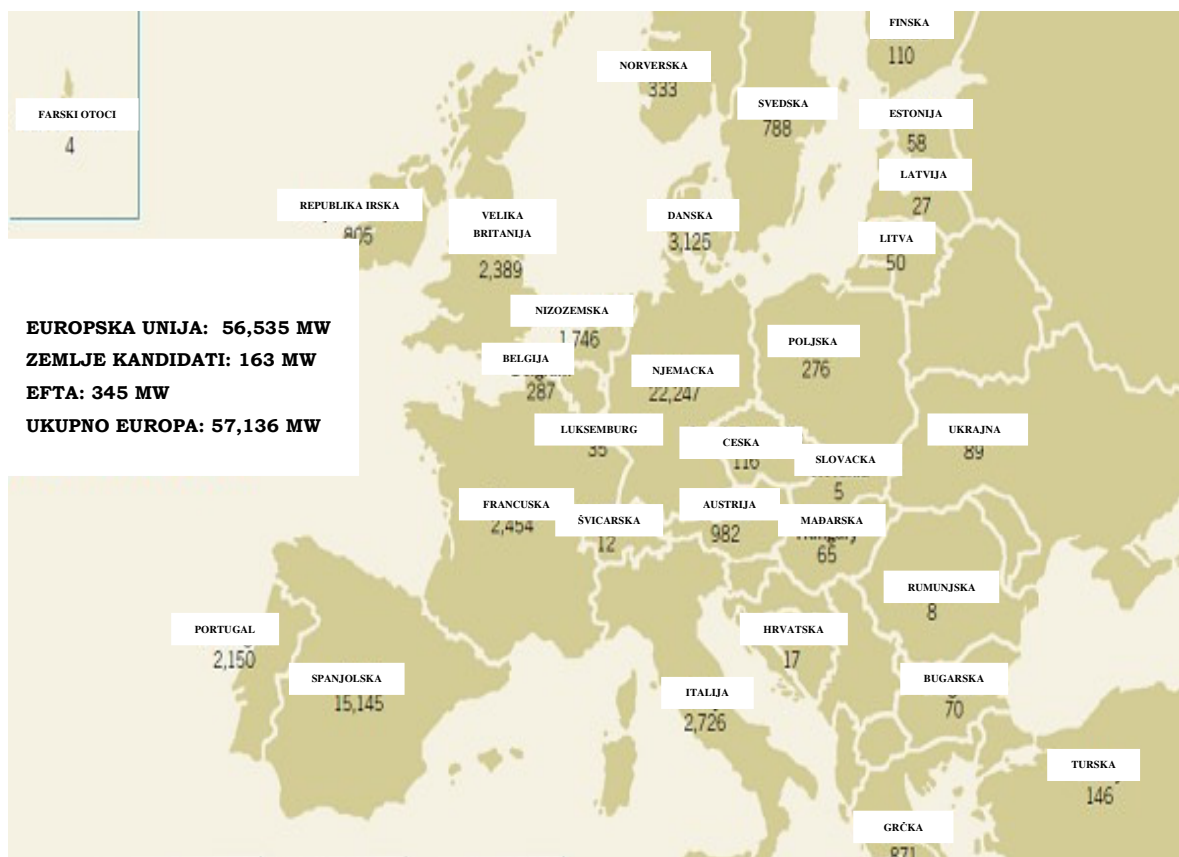 FINSKA
110
NORVERSKA
333
SVEDSKA
788
FARSKI OTOCI
4
ESTONIJA
58
LATVIJA
27
REPUBLIKA IRSKA
805
VELIKA
BRITANIJA
2,389
DANSKA
3,125
LITVA
50
EUROPSKA UNIJA: 56,535 MW
ZEMLJE KANDIDATI: 163 MW
EFTA: 345 MW
UKUPNO EUROPA: 57,136 MW
NIZOZEMSKA
1,746
BELGIJA
287
NJEMACKA
22,247
POLJSKA
276
LUKSEMBURG
35
CESKA
116
SLOVACKA
5
UKRAJNA
89
FRANCUSKA
2,454
ŠVICARSKA
12
AUSTRIJA
982
MAĐARSKA
65
RUMUNJSKA
8
PORTUGAL
2,150
SPANJOLSKA
15,145
HRVATSKA
17
ITALIJA
2,726
BUGARSKA
70
TURSKA
146
GRČKA
871